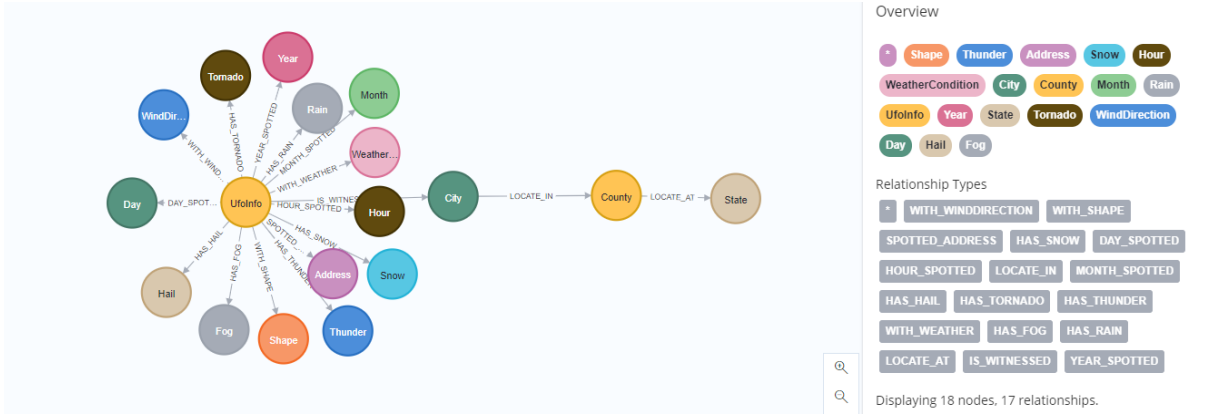 Overview
* Shape Thunder Address Snow Hour
WeatherCondition City County Month Rain
UfoInfo Year State Tornado WindDirection
Day Hail Fog
Relationship Types
* WITH_WINDDIRECTION WITH_SHAPE
SPOTTED_ADDRESS HAS_SNOW DAY_SPOTTED
HOUR_SPOTTED LOCATE_IN MONTH_SPOTTED
HAS_HAIL HAS_TORNADO HAS_THUNDER
WITH_WEATHER HAS_FOG HAS_RAIN
LOCATE_AT IS_WITNESSED YEAR_SPOTTED
Displaying 18 nodes, 17 relationships.
Year
Tornado
Rain
Month
WindDir...
Weather...
Day
UfoInfo
Hour
City
County
State
Hail
Fog
Shape
Thunder
Address
Snow
YEAR_SPOTTED
HAS_TORNADO
HAS_RAIN
MONTH_SPOTTED
WITH_WIND...
WITH_WEATHER
DAY_SPOT...
IS_WITNES
HOUR_SPOTTED
LOCATE_IN
LOCATE_AT
HAS_HAIL
HAS_FOG
WITH_SHAPE
HAS_THUNDE
SPOTTED_...
HAS_SNOW